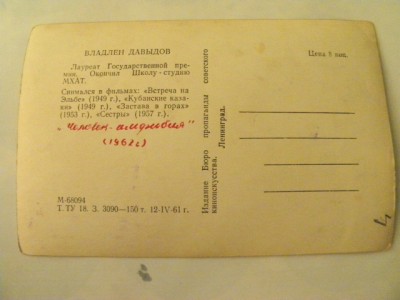 ВЛАДЛЕН ДАВЫДОВ
Лауреат Государственной пре-
мии. Окончил Школу-студию
МХАТ.
Снимался в фильмах: «Встреча на
Эльбе» (1949 г.), «Кубанские каза-
ки» (1949 г.), «Застава в горах»
(1953 г.), «Сестры» (1957 г.).
„Человек-амфибия"
(1961г)
М-68094
Т. ТУ 18. З. 3090—150 т. 12-IV-61 г.
Издание Бюро пропаганды советского
киноискусства. Ленинград.
Цена 8 коп.